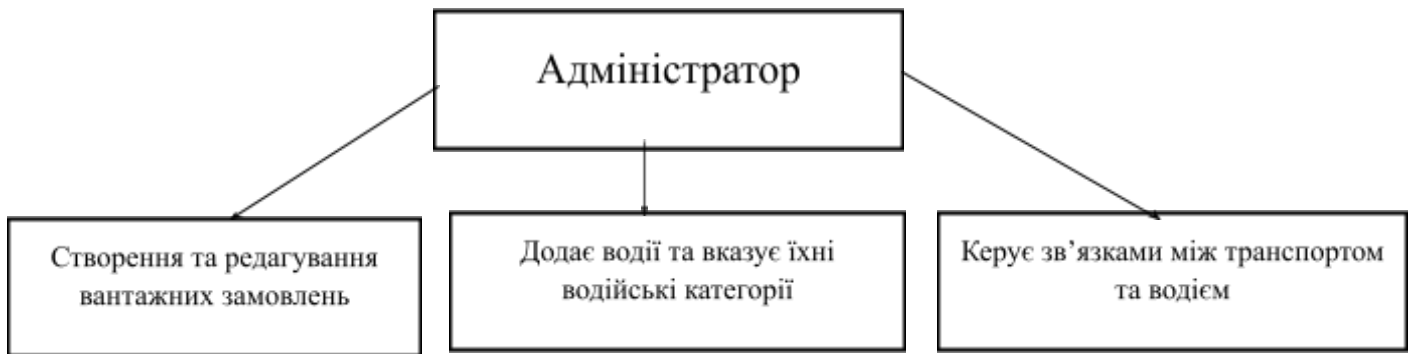 Адміністратор
Створення та редагування
вантажних замовлень
Додає водії та вказує їхні
водійські категорії
Керує зв’язками між транспортом
та водієм